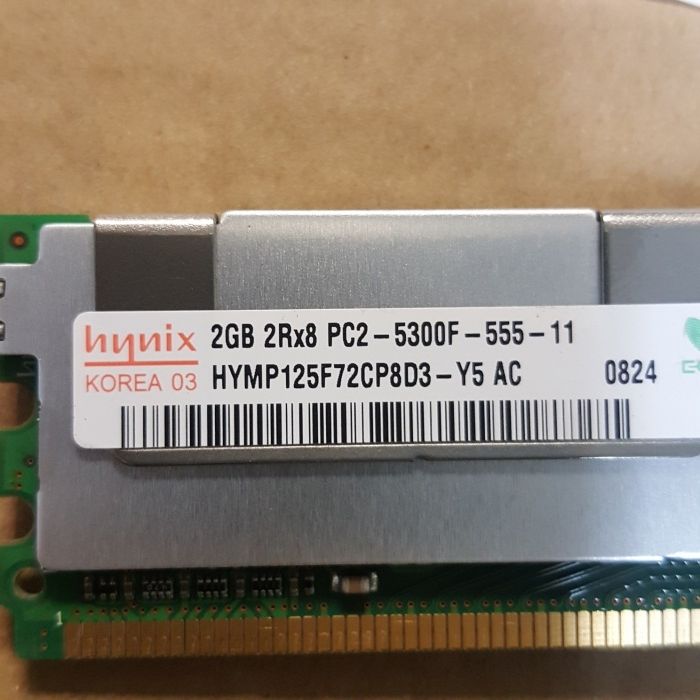 hynix 2GB 2Rx8 PC2-5300F-555-11
KOREA 03 HYMP125F72CP8D3-Y5 AC 0824